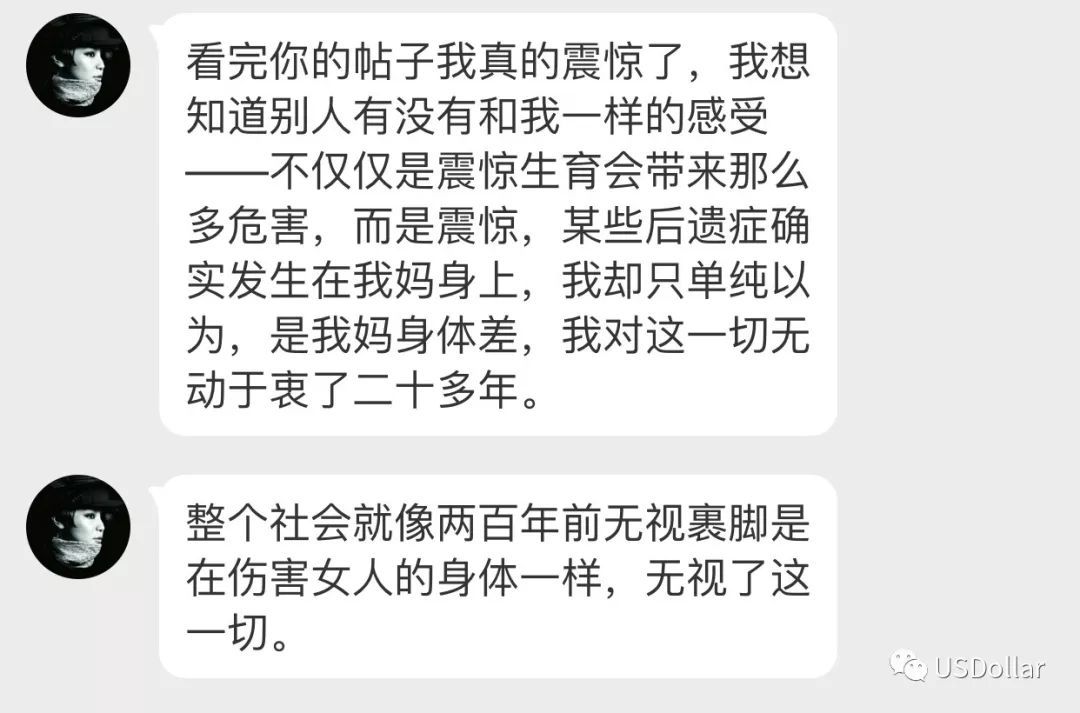 看完你的帖子我真的震惊了，我想
知道别人有没有和我一样的感受
——不仅仅是震惊生育会带来那么
多危害，而是震惊，某些后遗症确
实发生在我妈身上，我却只单纯以
为，是我妈身体差，我对这一切无
动于衷了二十多年。
整个社会就像两百年前无视裹脚是
在伤害女人的身体一样，无视了这
一切。
USDollar